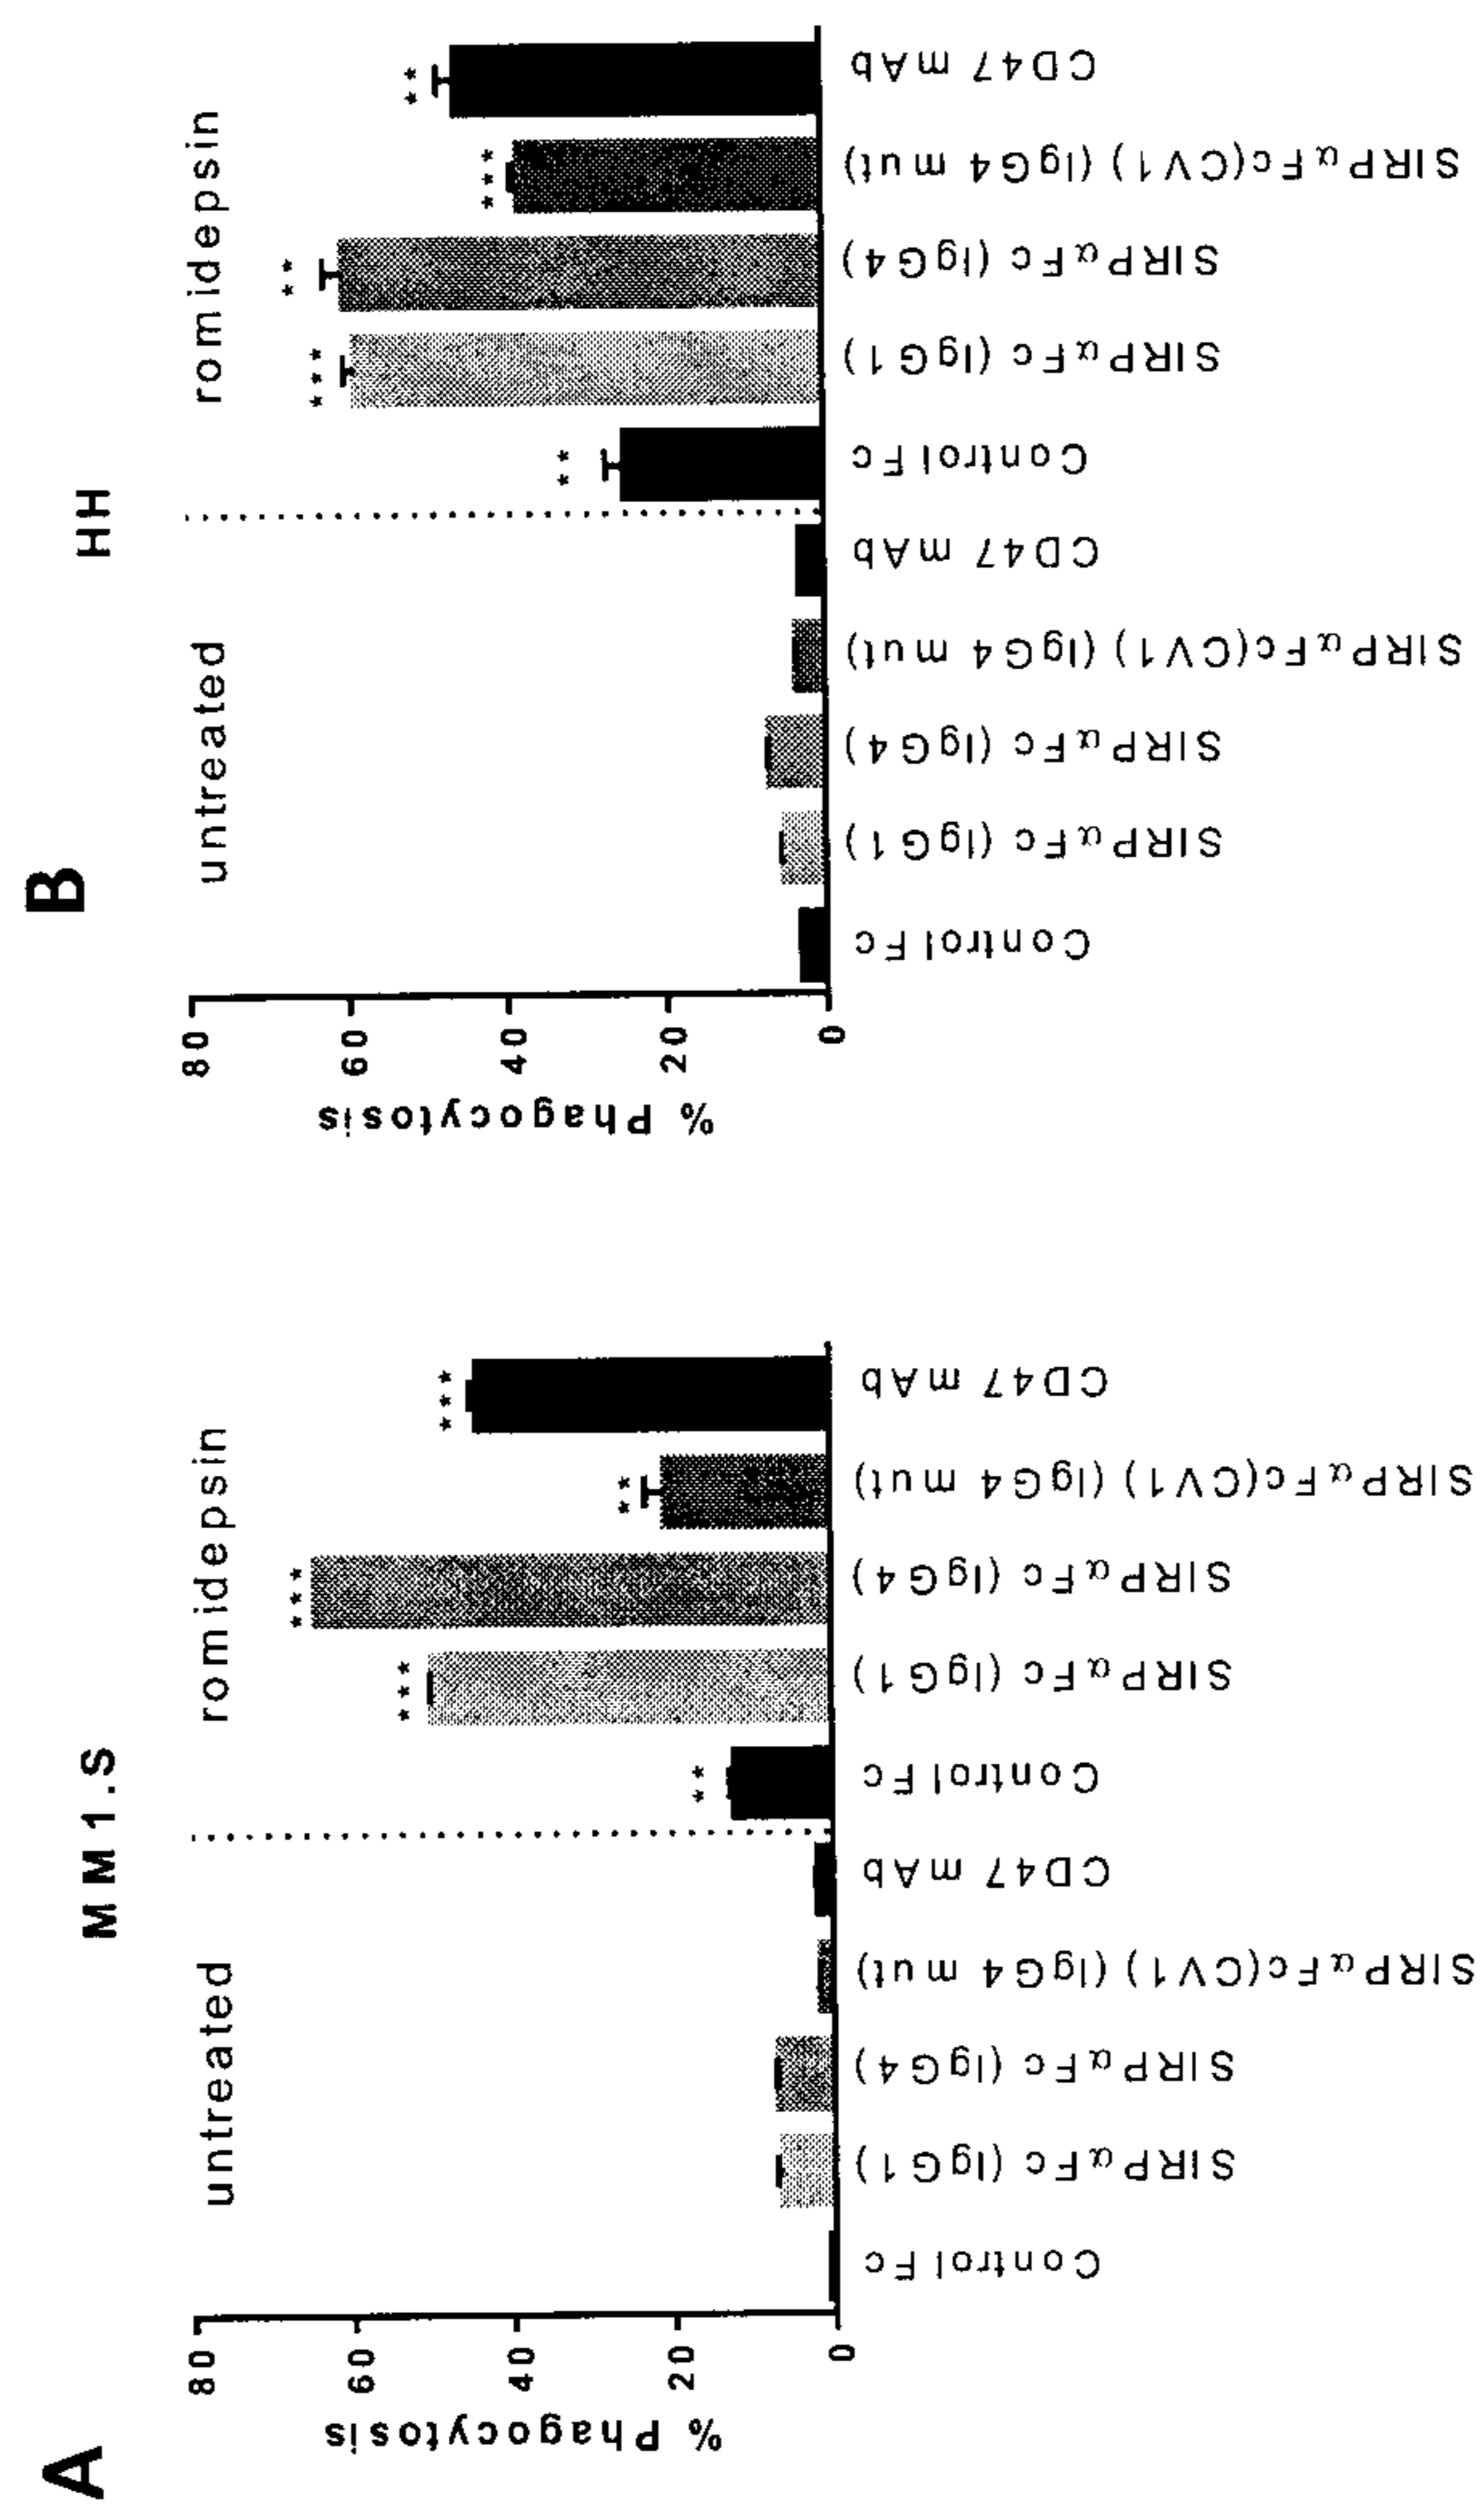 A
MM1.S
untreated
romidepsin
% Phagocytosis
80
60
40
20
0
**
***
***
**
***
Control Fc
SIRPαFc (IgG1)
SIRPαFc (IgG4)
SIRPαFc(CV1) (IgG4 mut)
CD47 mAb
Control Fc
SIRPαFc (IgG1)
SIRPαFc (IgG4)
SIRPαFc(CV1) (IgG4 mut)
CD47 mAb
B
HH
untreated
romidepsin
% Phagocytosis
80
60
40
20
0
**
***
**
***
**
Control Fc
SIRPαFc (IgG1)
SIRPαFc (IgG4)
SIRPαFc(CV1) (IgG4 mut)
CD47 mAb
Control Fc
SIRPαFc (IgG1)
SIRPαFc (IgG4)
SIRPαFc(CV1) (IgG4 mut)
CD47 mAb